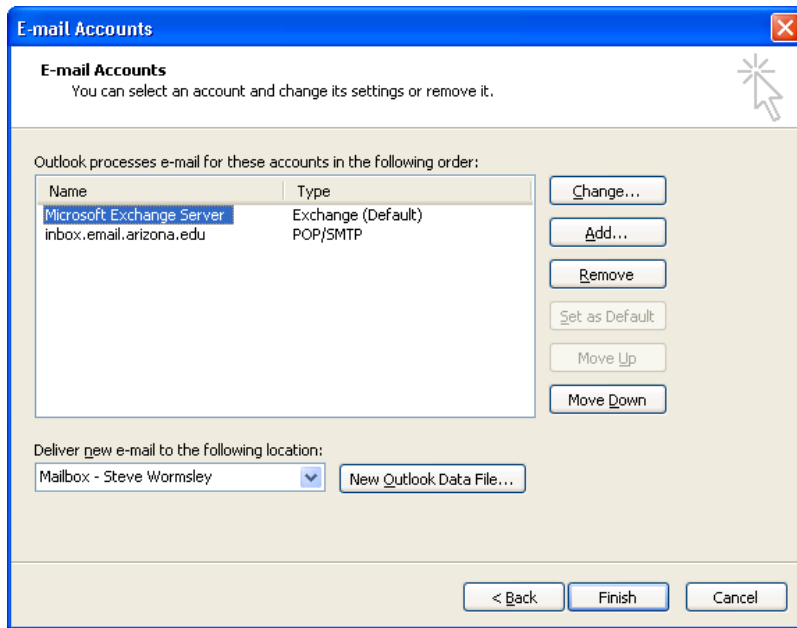 E-mail Accounts
E-mail Accounts
You can select an account and change its settings or remove it.
Outlook processes e-mail for these accounts in the following order:
Name Type
Microsoft Exchange Server Exchange (Default)
inbox.email.arizona.edu POP/SMTP
Change...
Add...
Remove
Set as Default
Move Up
Move Down
Deliver new e-mail to the following location:
Mailbox - Steve Wormsley New Outlook Data File...
< Back Finish Cancel